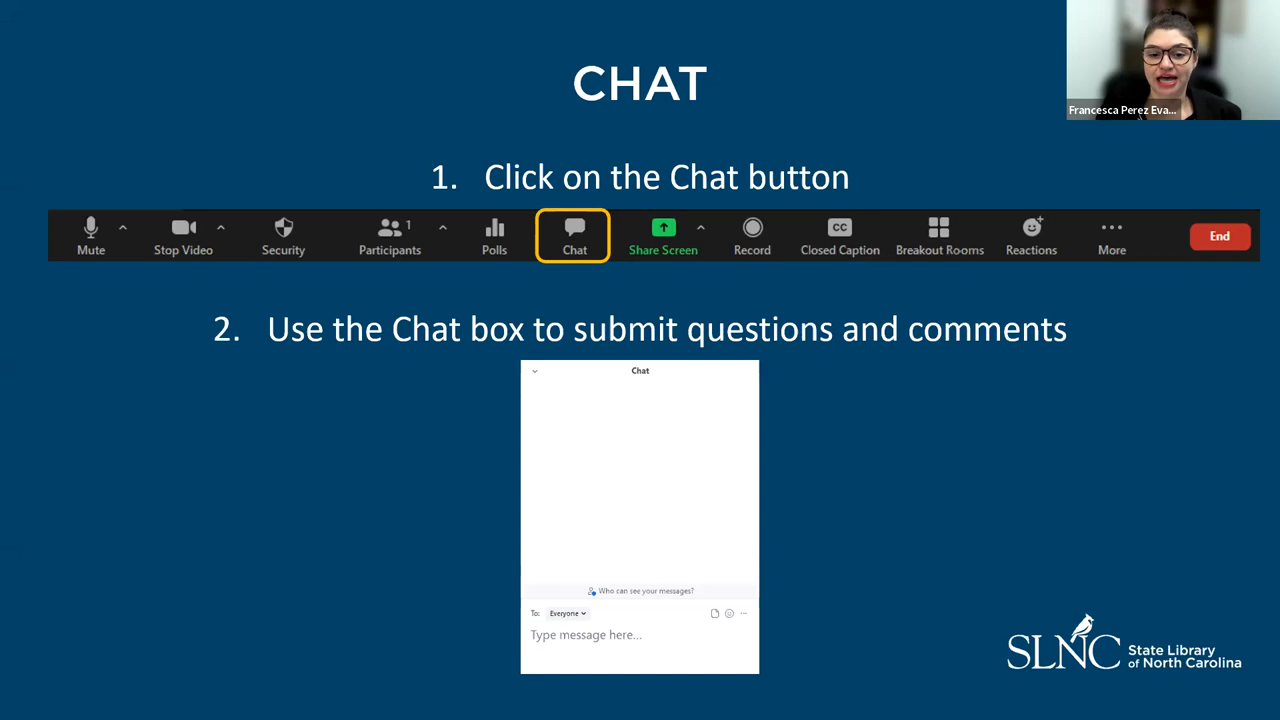 CHAT
Francesca Perez Eva...
1. Click on the Chat button
1
Mute Stop Video Security Participants Polls Chat Share Screen Record Closed Caption Breakout Rooms Reactions More End
CC
2. Use the Chat box to submit questions and comments
Chat
Who can see your messages?
To: Everyone
Type message here...
SLNC State Library
of North Carolina